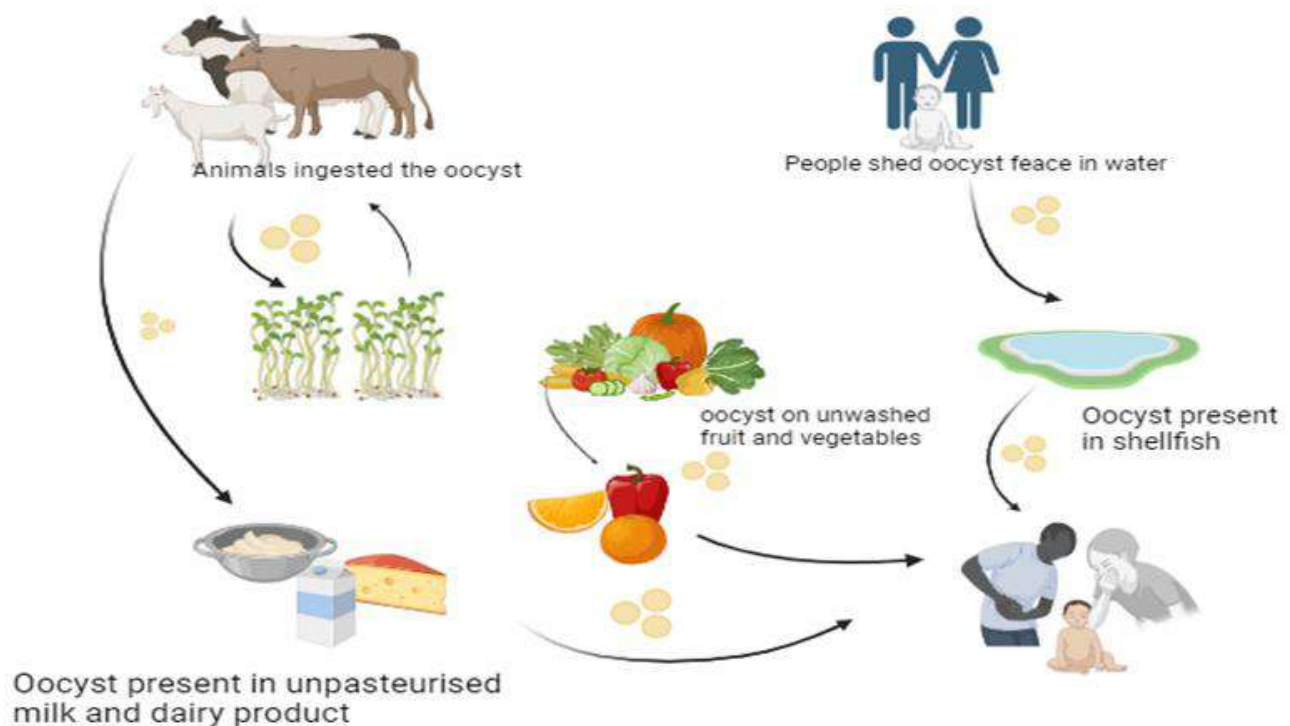 Animals ingested the oocyst
People shed oocyst feace in water
oocyst on unwashed
fruit and vegetables
Oocyst present
in shellfish
Oocyst present in unpasteurised
milk and dairy product